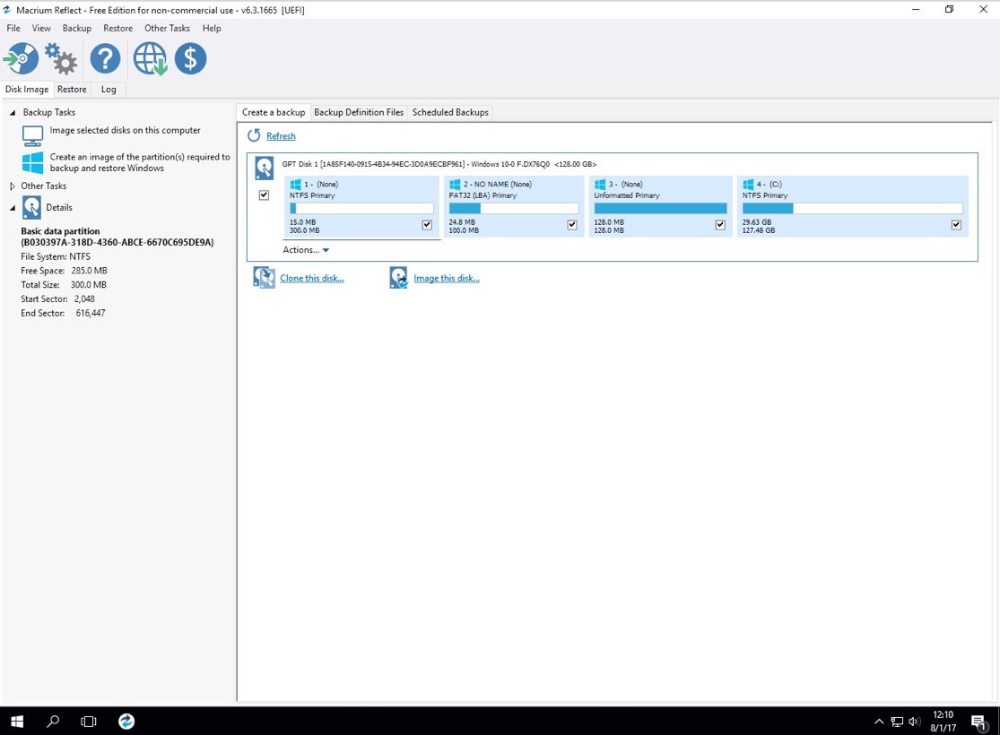 Macrium Reflect - Free Edition for non-commercial use - v6.3.1665 [UEFI]
File View Backup Restore Other Tasks Help
Disk Image Restore Log
Backup Tasks
Image selected disks on this computer
Create an image of the partition(s) required to
backup and restore Windows
Other Tasks
Details
Basic data partition
(B030397A-318D-4360-ABCE-6670C695DE9A)
File System: NTFS
Free Space: 285.0 MB
Total Size: 300.0 MB
Start Sector: 2,048
End Sector: 616,447
Create a backup Backup Definition Files Scheduled Backups
Refresh
GPT Disk 1 [1A85F140-0915-4B34-94EC-3D0A9ECBF961] - Windows 10-0 F.DX76Q0 <128.00 GB>
1 - (None)
NTFS Primary
15.0 MB
300.0 MB
2 - NO NAME (None)
FAT32 (LBA) Primary
24.8 MB
100.0 MB
3 - (None)
Unformatted Primary
128.0 MB
128.0 MB
4 - (C:)
NTFS Primary
29.63 GB
127.48 GB
Actions...
Clone this disk... Image this disk...
12:10
8/1/17
1